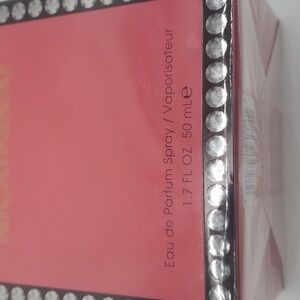 Eau de Parfum Spray / Vaporisateur
1.7 FL OZ 50 mL℮